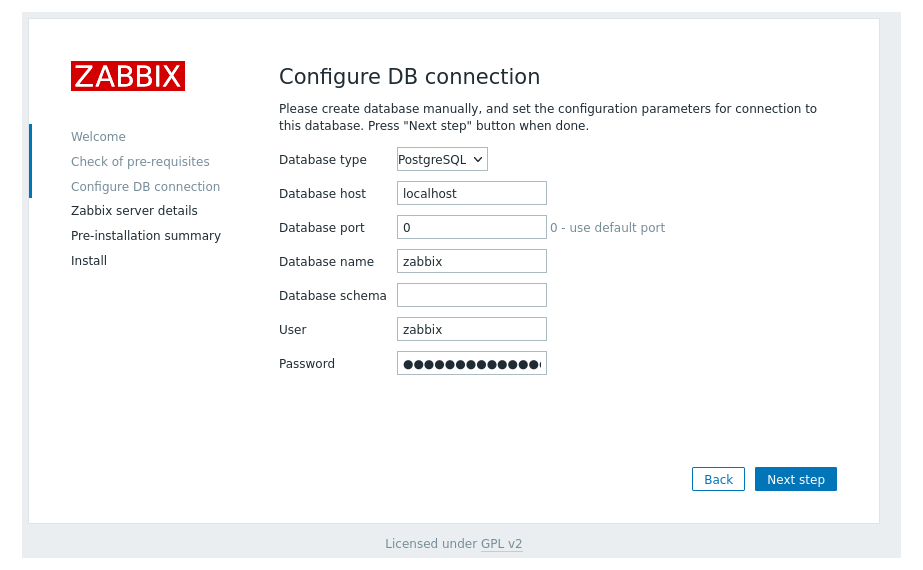 ZABBIX
Welcome
Check of pre-requisites
Configure DB connection
Zabbix server details
Pre-installation summary
Install
Configure DB connection
Please create database manually, and set the configuration parameters for connection to
this database. Press "Next step" button when done.
Database type PostgreSQL
Database host localhost
Database port 0 0 - use default port
Database name zabbix
Database schema
User zabbix
Password ●●●●●●●●●●●●●●
Back Next step
Licensed under GPL v2